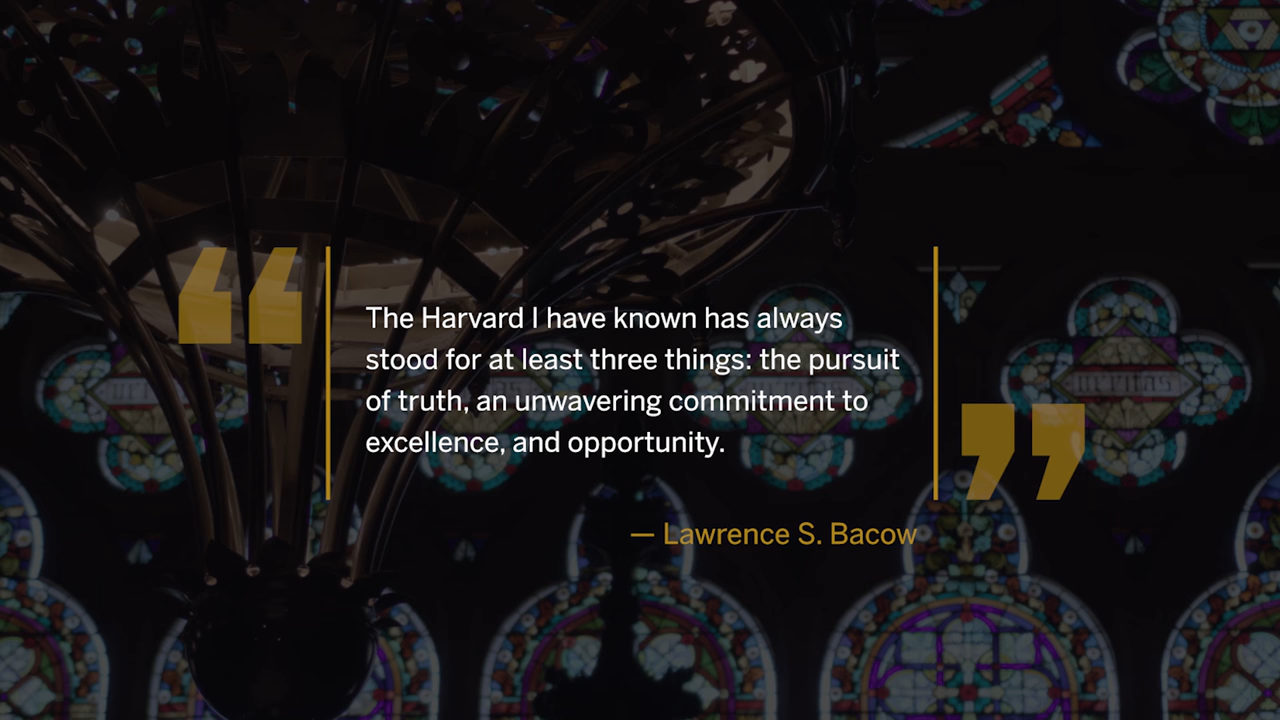 The Harvard I have known has always
stood for at least three things: the pursuit
of truth, an unwavering commitment to
excellence, and opportunity.
— Lawrence S. Bacow